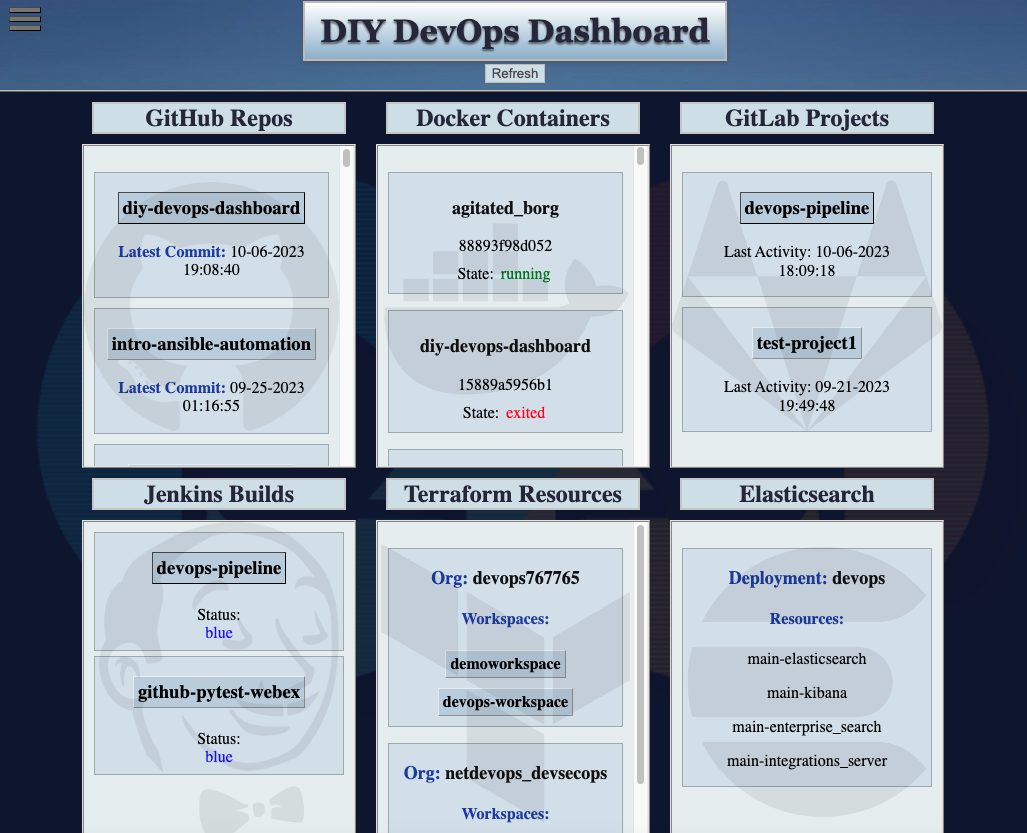 DIY DevOps Dashboard
Refresh
GitHub Repos
diy-devops-dashboard
Latest Commit: 10-06-2023
19:08:40
intro-ansible-automation
Latest Commit: 09-25-2023
01:16:55
Docker Containers
agitated_borg
88893f98d052
State: running
diy-devops-dashboard
15889a5956b1
State: exited
GitLab Projects
devops-pipeline
Last Activity: 10-06-2023
18:09:18
test-project1
Last Activity: 09-21-2023
19:49:48
Jenkins Builds
devops-pipeline
Status:
blue
github-pytest-webex
Status:
blue
Terraform Resources
Org: devops767765
Workspaces:
demoworkspace
devops-workspace
Org: netdevops_devsecops
Workspaces:
Elasticsearch
Deployment: devops
Resources:
main-elasticsearch
main-kibana
main-enterprise_search
main-integrations_server